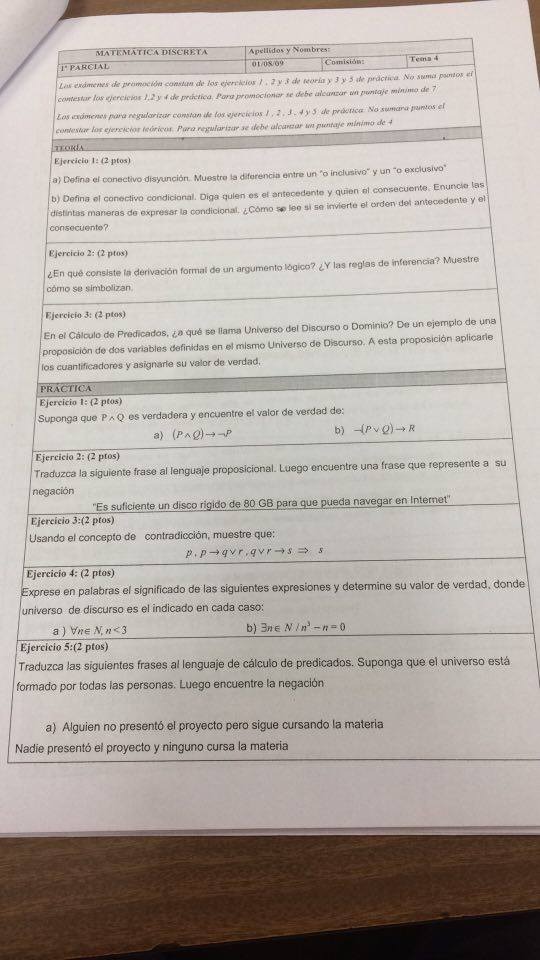 MATEMÁTICA DISCRETA Apellidos y Nombres:
1° PARCIAL 01/08/09 Comisión: Tema 4
Los exámenes de promoción constan de los ejercicios 1 , 2 y 3 de teoría y 3 y 5 de práctica. No suma puntos el
contestar los ejercicios 1,2 y 4 de práctica. Para promocionar se debe alcanzar un puntaje mínimo de 7
Los exámenes para regularizar constan de los ejercicios 1 , 2 , 3 , 4 y 5 de práctica. No sumara puntos el
contestar los ejercicios teóricos. Para regularizar se debe alcanzar un puntaje mínimo de 4
TEORÍA
Ejercicio 1: (2 ptos)
a) Defina el conectivo disyunción. Muestre la diferencia entre un "o inclusivo" y un "o exclusivo"
b) Defina el conectivo condicional. Diga quien es el antecedente y quien el consecuente. Enuncie las
distintas maneras de expresar la condicional. ¿Cómo se lee si se invierte el orden del antecedente y el
consecuente?
Ejercicio 2: (2 ptos)
¿En qué consiste la derivación formal de un argumento lógico? ¿Y las reglas de inferencia? Muestre
cómo se simbolizan.
Ejercicio 3: (2 ptos)
En el Cálculo de Predicados, ¿a qué se llama Universo del Discurso o Dominio? De un ejemplo de una
proposición de dos variables definidas en el mismo Universo de Discurso. A esta proposición aplicarle
los cuantificadores y asignarle su valor de verdad.
PRÁCTICA
Ejercicio 1: (2 ptos)
Suponga que P ∧ Q es verdadera y encuentre el valor de verdad de:
a) (P ∧ Q) → ¬P b) ¬(P ∨ Q) → R
Ejercicio 2: (2 ptos)
Traduzca la siguiente frase al lenguaje proposicional. Luego encuentre una frase que represente a su
negación
"Es suficiente un disco rígido de 80 GB para que pueda navegar en Internet"
Ejercicio 3:(2 ptos)
Usando el concepto de contradicción, muestre que:
p , p → q ∨ r , q ∨ r → s ⇒ s
Ejercicio 4: (2 ptos)
Exprese en palabras el significado de las siguientes expresiones y determine su valor de verdad, donde
universo de discurso es el indicado en cada caso:
a ) ∀n ∈ N, n < 3 b) ∃n ∈ N / n³ − n = 0
Ejercicio 5:(2 ptos)
Traduzca las siguientes frases al lenguaje de cálculo de predicados. Suponga que el universo está
formado por todas las personas. Luego encuentre la negación
a) Alguien no presentó el proyecto pero sigue cursando la materia
Nadie presentó el proyecto y ninguno cursa la materia